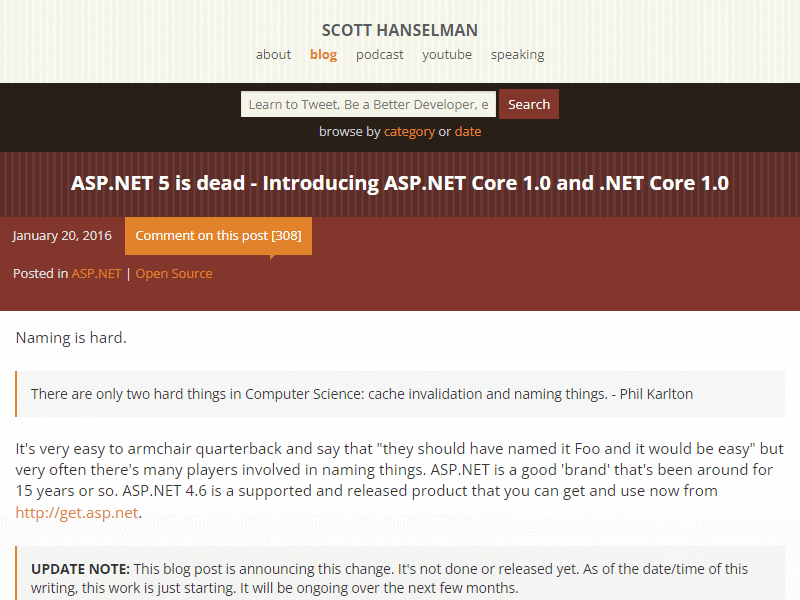 SCOTT HANSELMAN
about blog podcast youtube speaking
Learn to Tweet, Be a Better Developer, e Search
browse by category or date
ASP.NET 5 is dead - Introducing ASP.NET Core 1.0 and .NET Core 1.0
January 20, 2016 Comment on this post [308]
Posted in ASP.NET | Open Source
Naming is hard.
There are only two hard things in Computer Science: cache invalidation and naming things. - Phil Karlton
It's very easy to armchair quarterback and say that "they should have named it Foo and it would be easy" but
very often there's many players involved in naming things. ASP.NET is a good 'brand' that's been around for
15 years or so. ASP.NET 4.6 is a supported and released product that you can get and use now from
http://get.asp.net.
UPDATE NOTE: This blog post is announcing this change. It's not done or released yet. As of the date/time of this
writing, this work is just starting. It will be ongoing over the next few months.